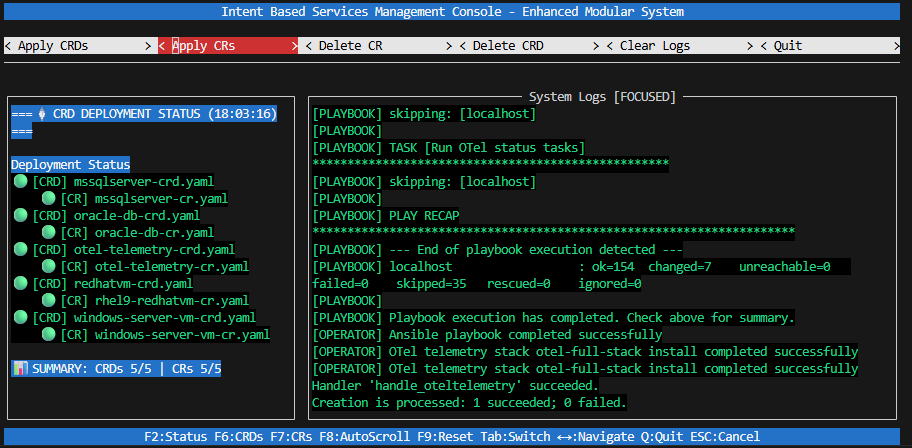 Intent Based Services Management Console - Enhanced Modular System
< Apply CRDs > < Apply CRs > < Delete CR > < Delete CRD > < Clear Logs > < Quit >
=== CRD DEPLOYMENT STATUS (18:03:16)
===
Deployment Status
[CRD] mssqlserver-crd.yaml
[CR] mssqlserver-cr.yaml
[CRD] oracle-db-crd.yaml
[CR] oracle-db-cr.yaml
[CRD] otel-telemetry-crd.yaml
[CR] otel-telemetry-cr.yaml
[CRD] redhatvm-crd.yaml
[CR] rhel9-redhatvm-cr.yaml
[CRD] windows-server-vm-crd.yaml
[CR] windows-server-vm-cr.yaml
SUMMARY: CRDs 5/5 | CRs 5/5
System Logs [FOCUSED]
[PLAYBOOK] skipping: [localhost]
[PLAYBOOK]
[PLAYBOOK] TASK [Run OTel status tasks]
***************************************************
[PLAYBOOK] skipping: [localhost]
[PLAYBOOK]
[PLAYBOOK] PLAY RECAP
*********************************************************************
[PLAYBOOK] --- End of playbook execution detected ---
[PLAYBOOK] localhost : ok=154 changed=7 unreachable=0
failed=0 skipped=35 rescued=0 ignored=0
[PLAYBOOK]
[PLAYBOOK] Playbook execution has completed. Check above for summary.
[OPERATOR] Ansible playbook completed successfully
[OPERATOR] OTel telemetry stack otel-full-stack install completed successfully
[OPERATOR] OTel telemetry stack otel-full-stack install completed successfully
Handler 'handle_oteltelemetry' succeeded.
Creation is processed: 1 succeeded; 0 failed.
F2:Status F6:CRDs F7:CRs F8:AutoScroll F9:Reset Tab:Switch ↔:Navigate Q:Quit ESC:Cancel